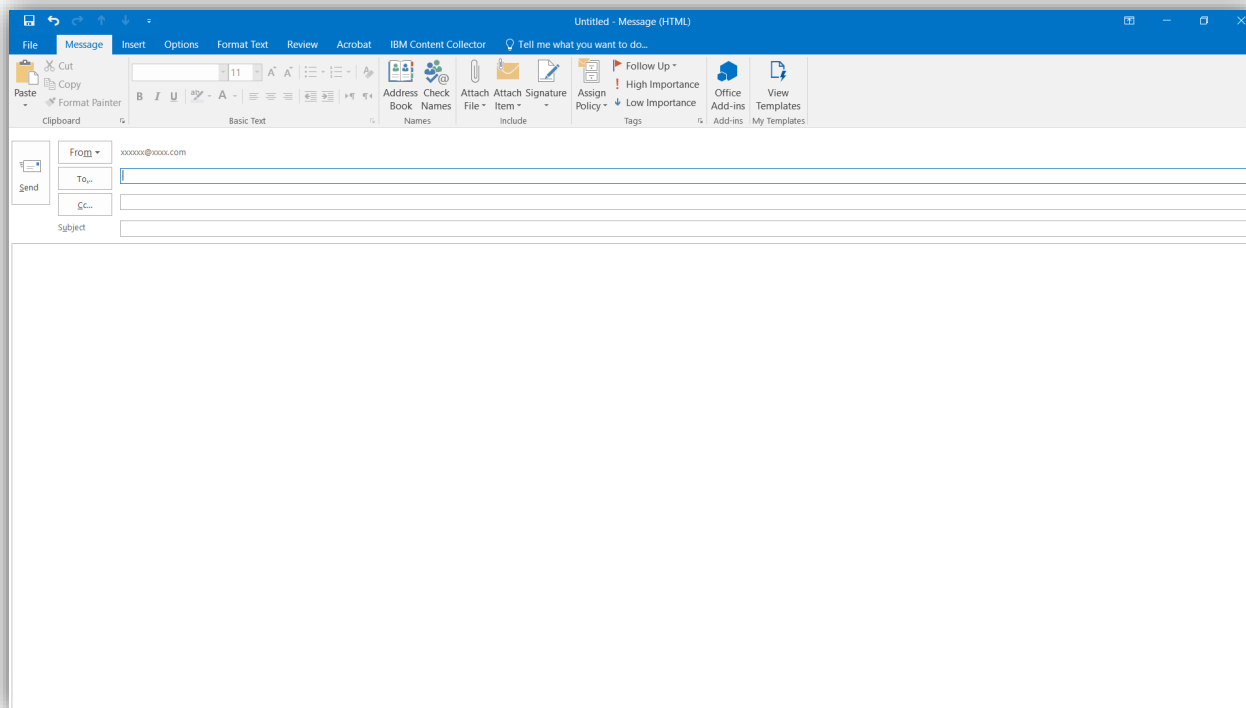 Untitled - Message (HTML)
File Message Insert Options Format Text Review Acrobat IBM Content Collector Tell me what you want to do...
Paste
Cut
Copy
Format Painter
Clipboard
11
B I U
Basic Text
Address Book
Check Names
Names
Attach File
Attach Item
Signature
Include
Assign Policy
Follow Up
High Importance
Low Importance
Tags
Office Add-ins
Add-ins
View Templates
My Templates
Send
From
xxxxxx@xxxx.com
To...
Cc...
Subject